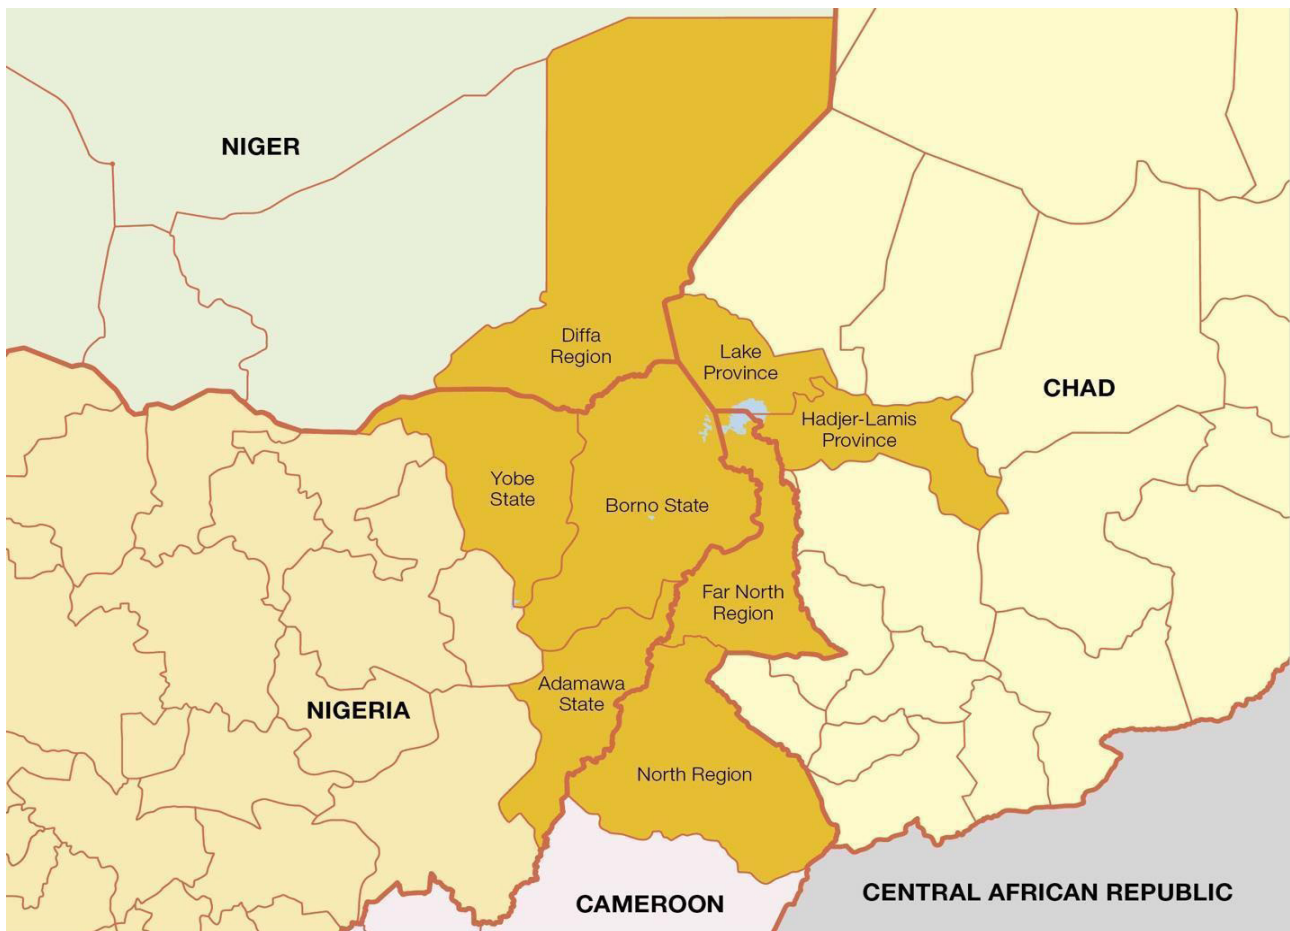 NIGER
Diffa
Region
Lake
Province
CHAD
Hadjer-Lamis
Province
Yobe
State
Borno State
Far North
Region
Adamawa
State
NIGERIA
North Region
CENTRAL AFRICAN REPUBLIC
CAMEROON